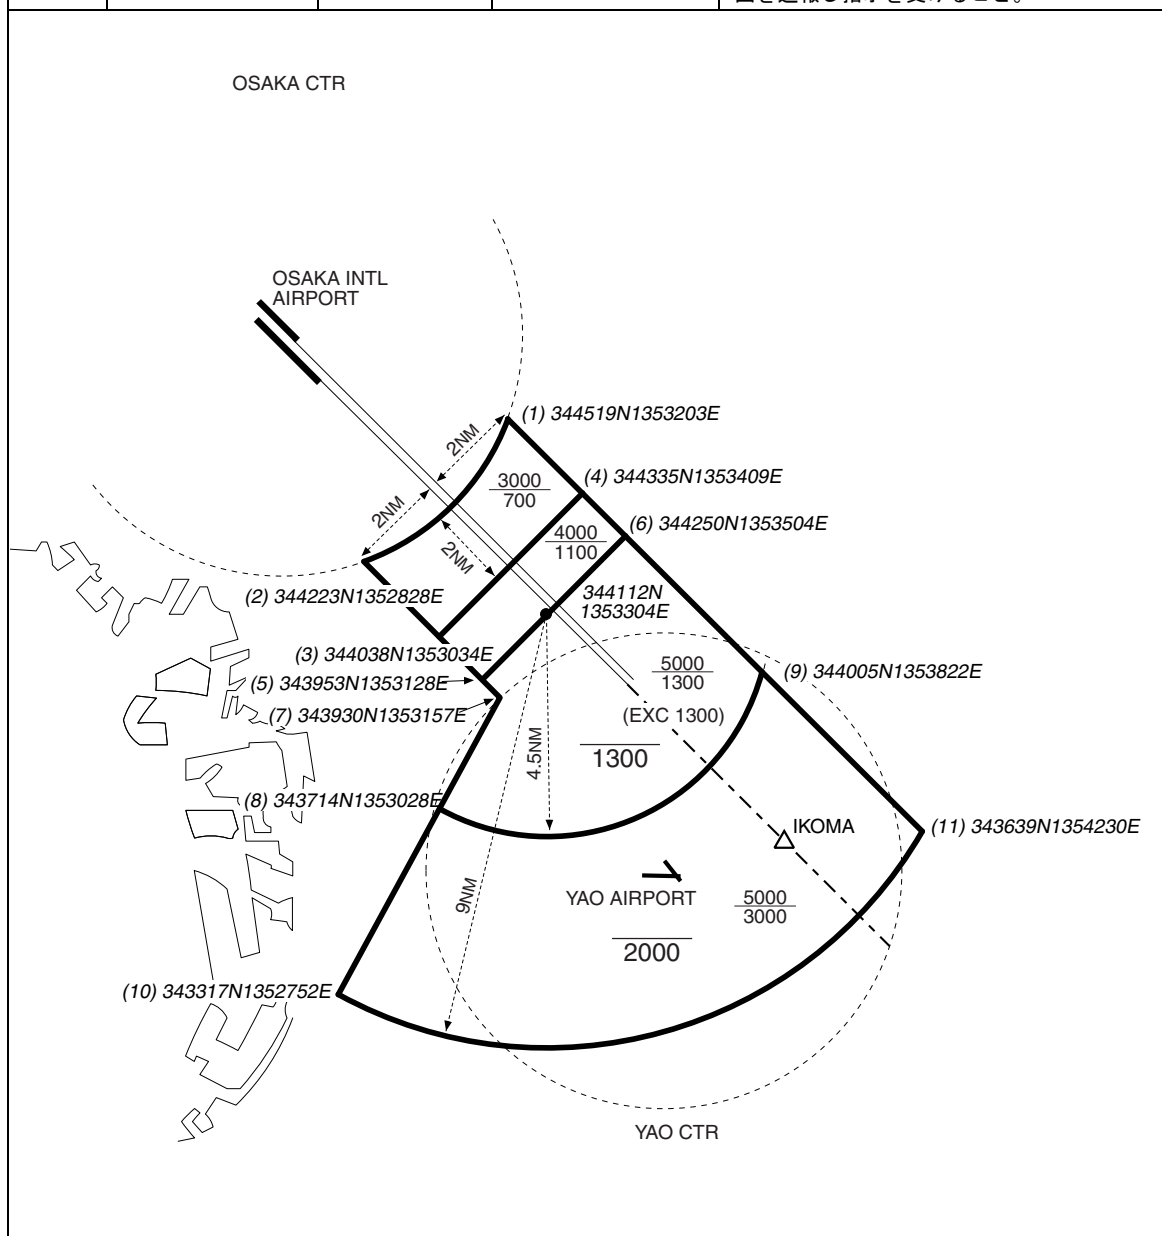 OSAKA CTR
OSAKA INTL
AIRPORT
(1) 344519N1353203E
2NM
3000
700
(4) 344335N1353409E
2NM
2NM
4000
1100
(6) 344250N1353504E
(2) 344223N1352828E
344112N
1353304E
(3) 344038N1353034E
(5) 343953N1353128E
(7) 343930N1353157E
5000
1300
(9) 344005N1353822E
(EXC 1300)
1300
4.5NM
(8) 343714N1353028E
IKOMA
(11) 343639N1354230E
9NM
YAO AIRPORT
5000
3000
2000
(10) 343317N1352752E
YAO CTR